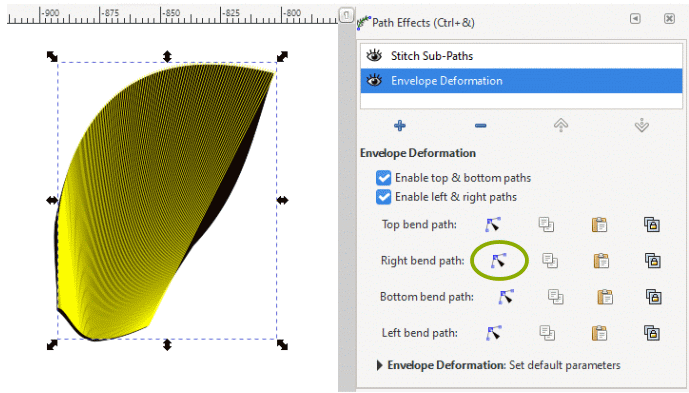 -900 -875 -850 -825 -800
Path Effects (Ctrl+&)
Stitch Sub-Paths
Envelope Deformation
Envelope Deformation
Enable top & bottom paths
Enable left & right paths
Top bend path:
Right bend path:
Bottom bend path:
Left bend path:
Envelope Deformation: Set default parameters